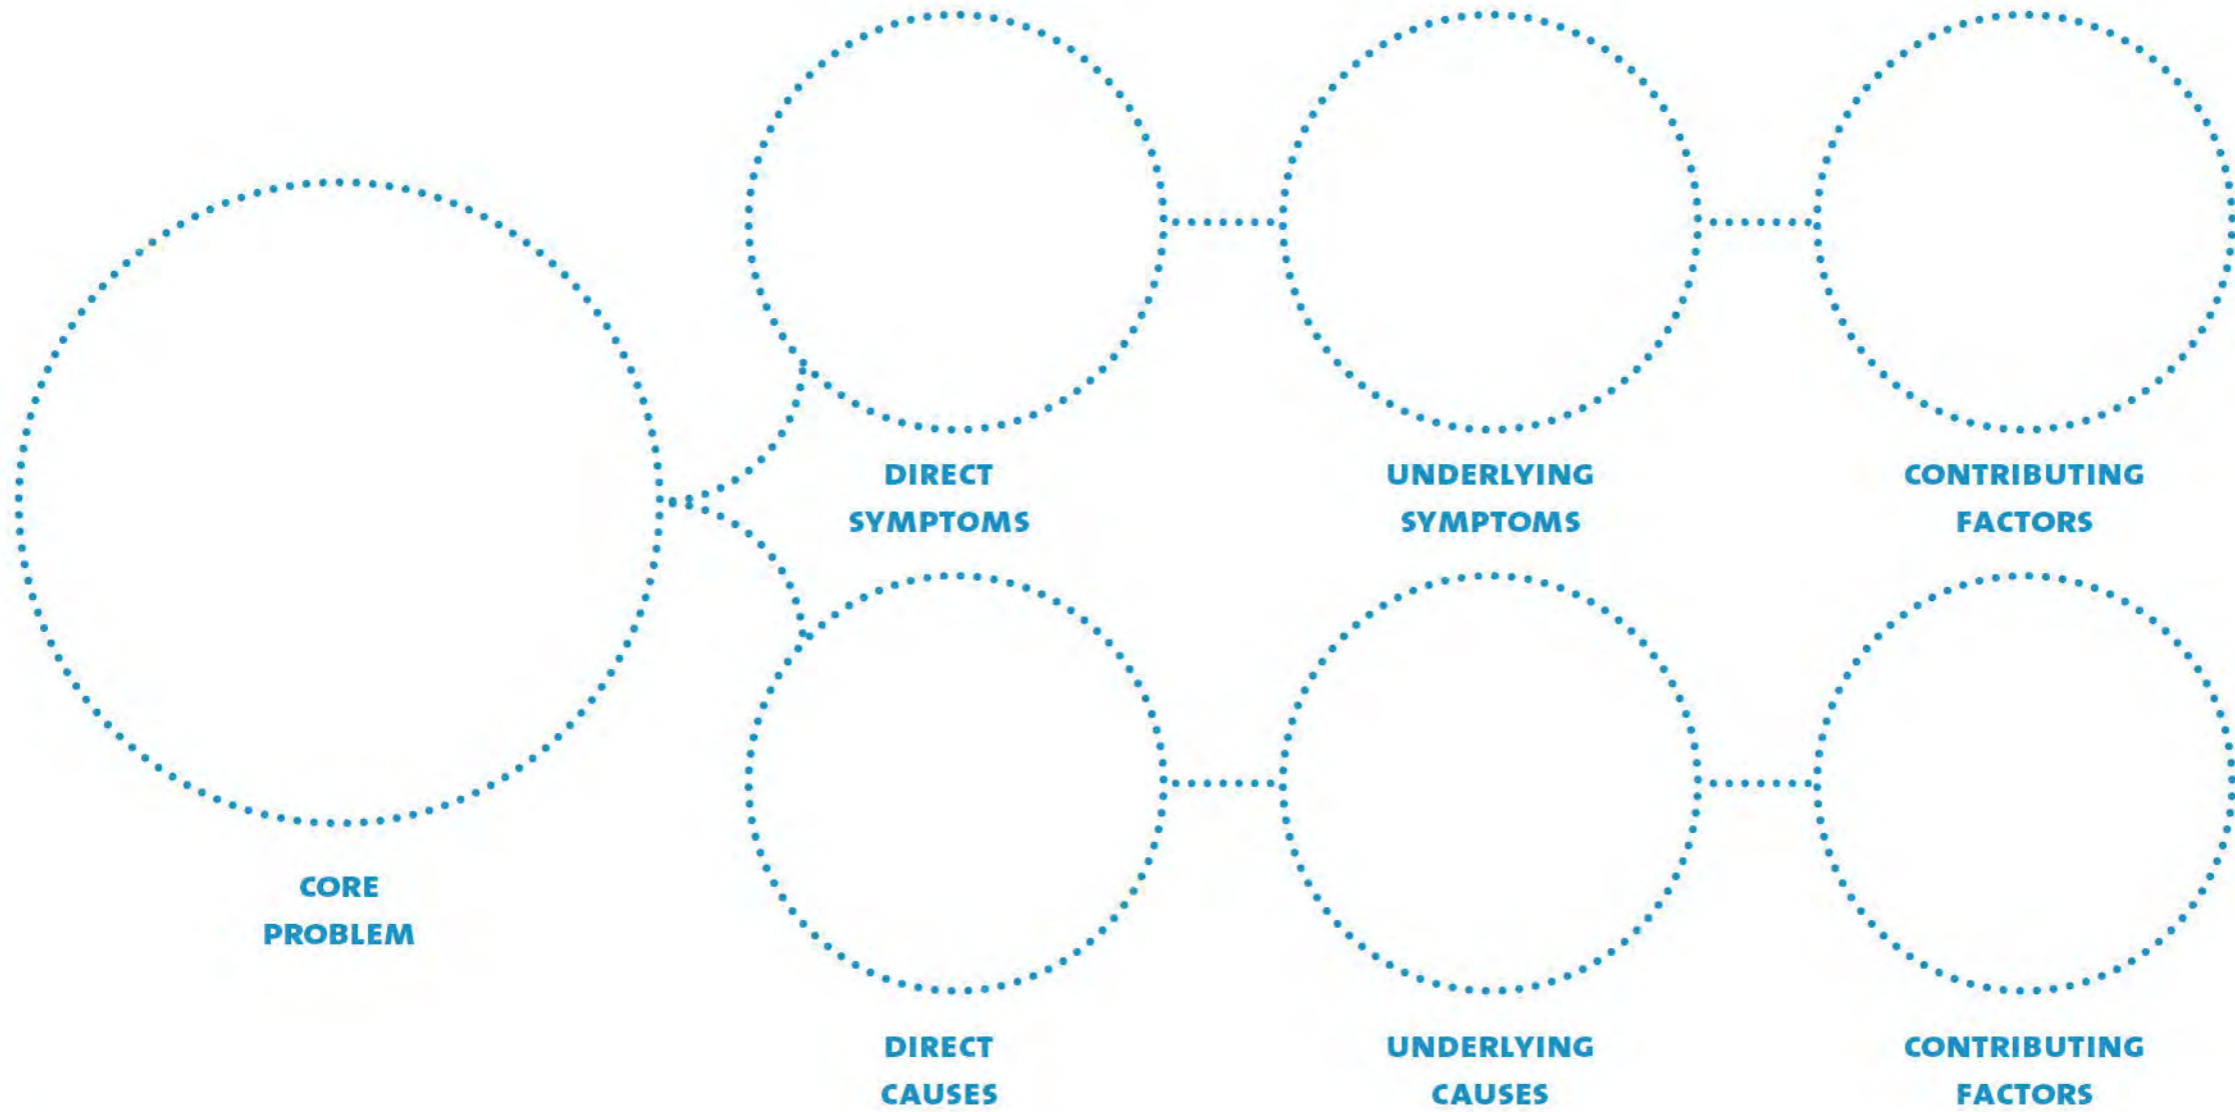 DIRECT
SYMPTOMS
UNDERLYING
SYMPTOMS
CONTRIBUTING
FACTORS
CORE
PROBLEM
DIRECT
CAUSES
UNDERLYING
CAUSES
CONTRIBUTING
FACTORS